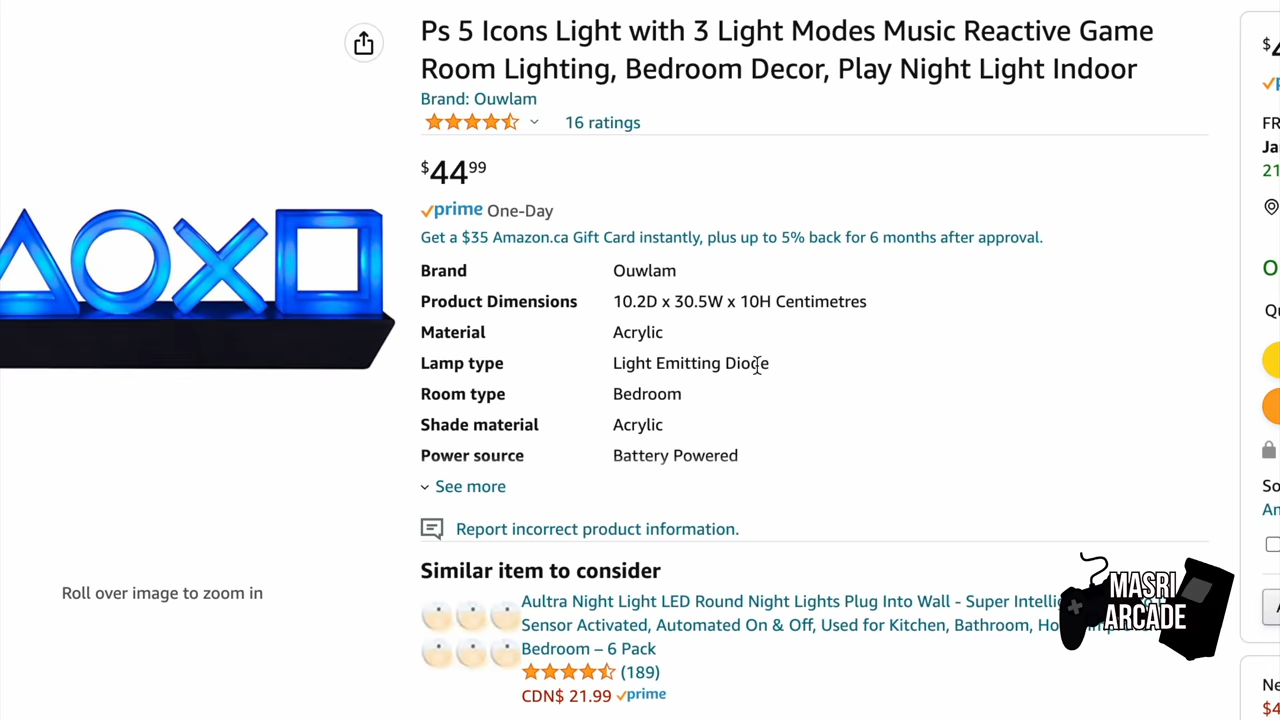 Ps 5 Icons Light with 3 Light Modes Music Reactive Game
Room Lighting, Bedroom Decor, Play Night Light Indoor
Brand: Ouwlam
16 ratings
$44 99
prime One-Day
Get a $35 Amazon.ca Gift Card instantly, plus up to 5% back for 6 months after approval.
Brand Ouwlam
Product Dimensions 10.2D x 30.5W x 10H Centimetres
Material Acrylic
Lamp type Light Emitting Diode
Room type Bedroom
Shade material Acrylic
Power source Battery Powered
See more
Report incorrect product information.
Roll over image to zoom in
Similar item to consider
Aultra Night Light LED Round Night Lights Plug Into Wall - Super
Sensor Activated, Automated On & Off, Used for Kitchen, Bathroom,
Bedroom – 6 Pack
(189)
CDN$ 21.99 prime
MASRI
ARCADE